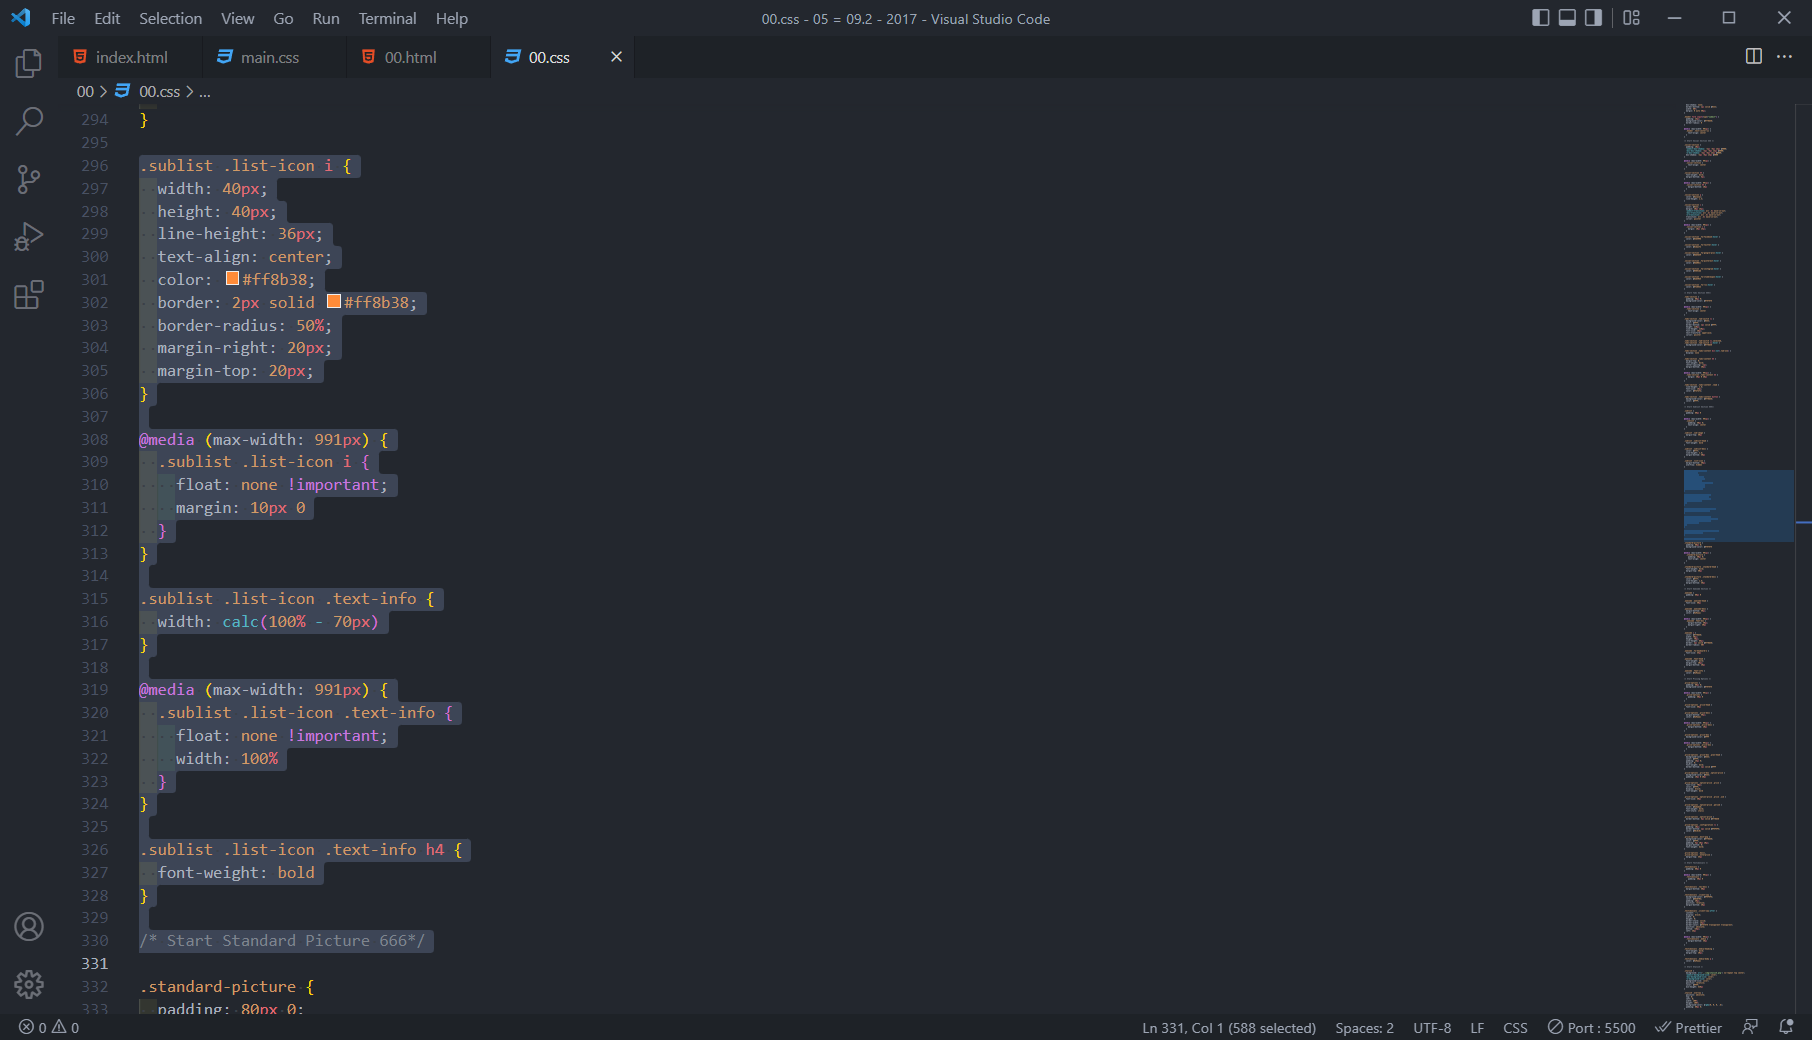 File Edit Selection View Go Run Terminal Help 00.css - 05 = 09.2 - 2017 - Visual Studio Code
index.html main.css 00.html 00.css
00 > 00.css > ...
294 }
295
296 .sublist .list-icon i {
297 width: 40px;
298 height: 40px;
299 line-height: 36px;
300 text-align: center;
301 color: #ff8b38;
302 border: 2px solid #ff8b38;
303 border-radius: 50%;
304 margin-right: 20px;
305 margin-top: 20px;
306 }
307
308 @media (max-width: 991px) {
309 .sublist .list-icon i {
310 float: none !important;
311 margin: 10px 0
312 }
313 }
314
315 .sublist .list-icon .text-info {
316 width: calc(100% - 70px)
317 }
318
319 @media (max-width: 991px) {
320 .sublist .list-icon .text-info {
321 float: none !important;
322 width: 100%
323 }
324 }
325
326 .sublist .list-icon .text-info h4 {
327 font-weight: bold
328 }
329
330 /* Start Standard Picture 666*/
331
332 .standard-picture {
333 padding: 80px 0;
0 0 Ln 331, Col 1 (588 selected) Spaces: 2 UTF-8 LF CSS Port : 5500 Prettier